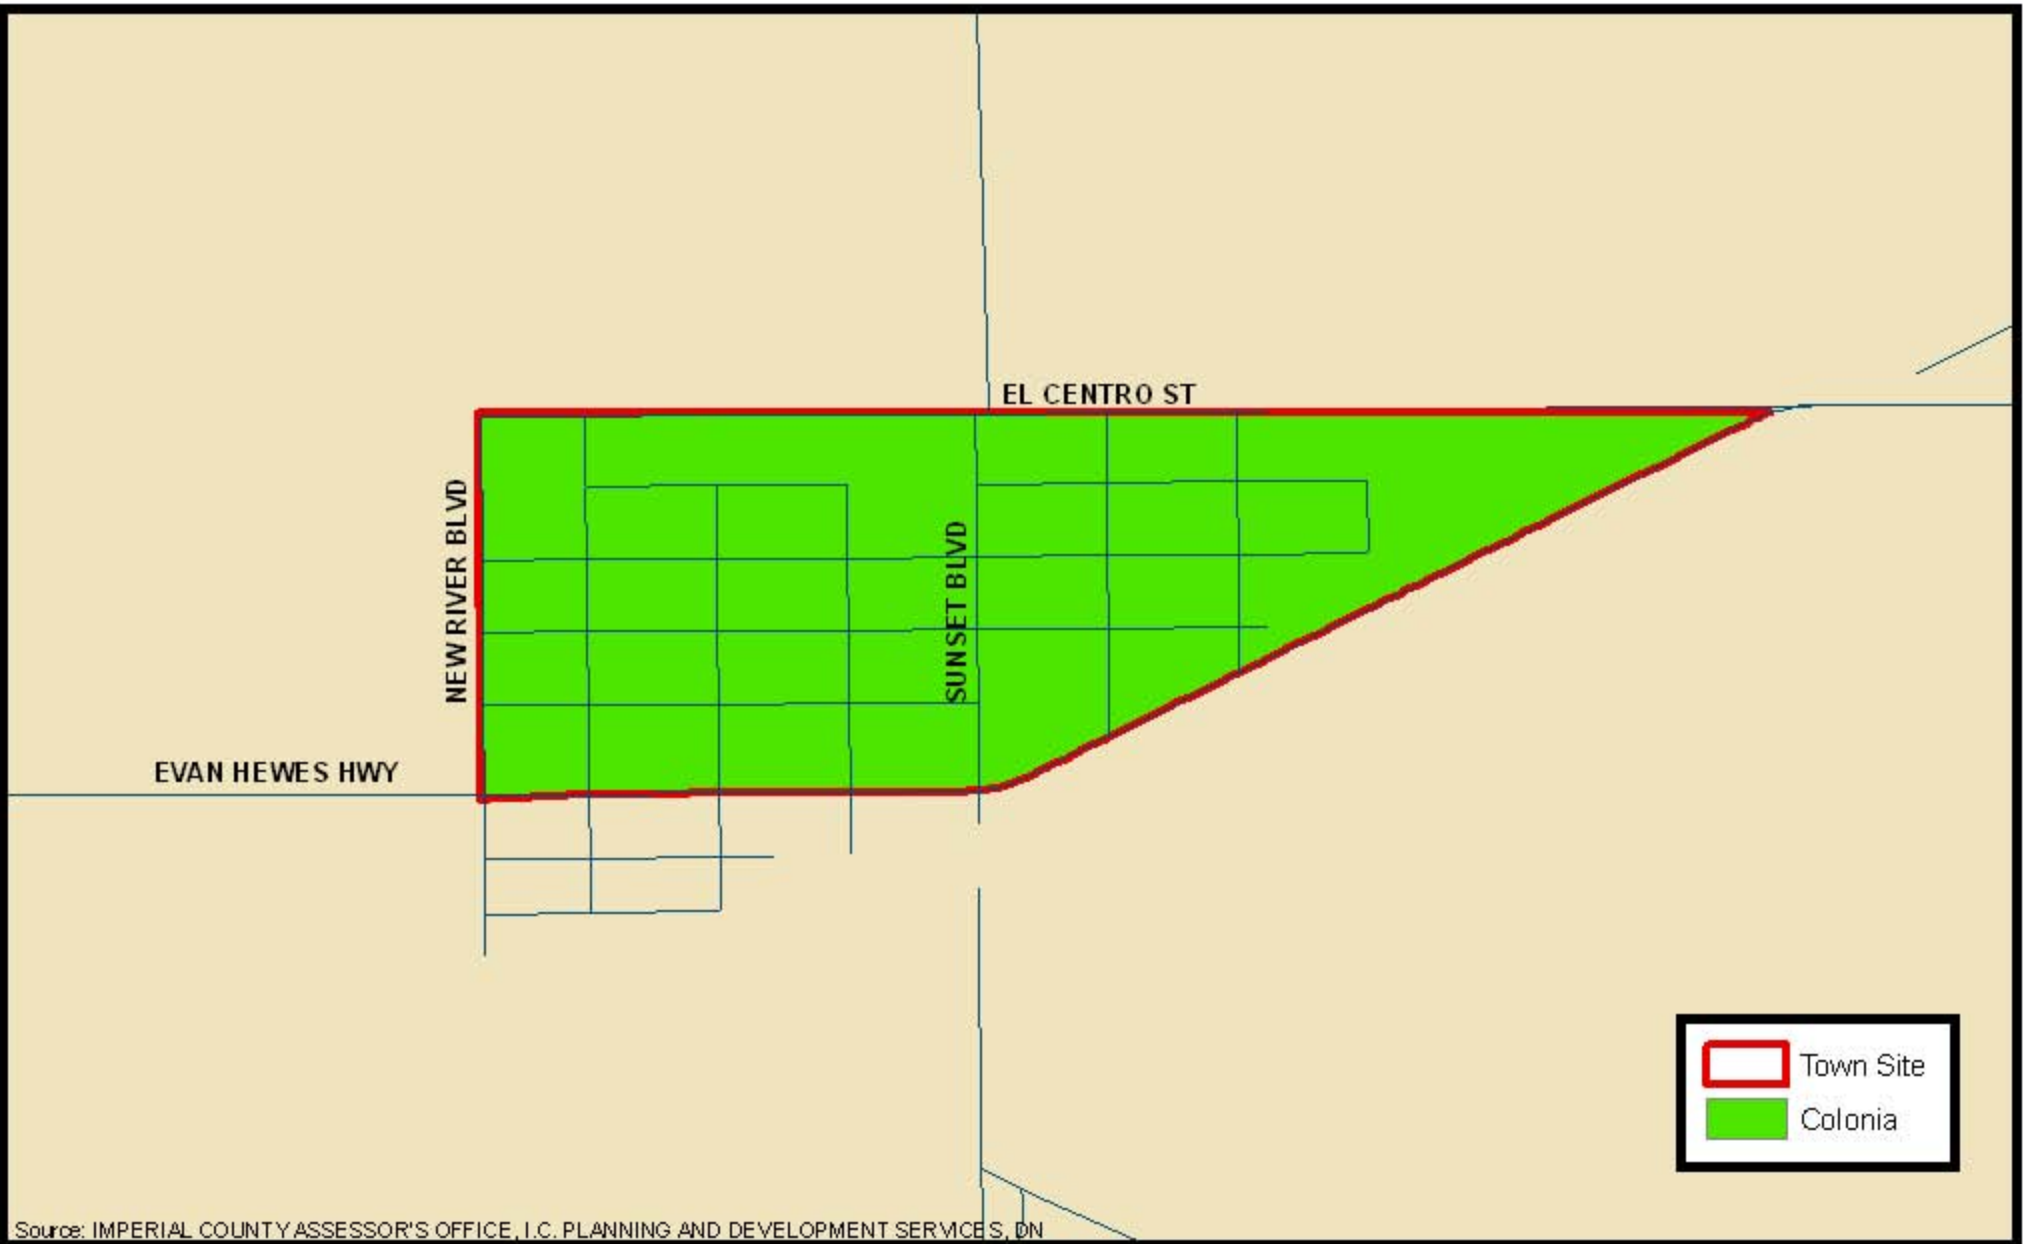 EL CENTRO ST
NEW RIVER BLVD
SUNSET BLVD
EVAN HEWES HWY
Town Site
Colonia
Source: IMPERIAL COUNTY ASSESSOR'S OFFICE, I.C. PLANNING AND DEVELOPMENT SERVICES, DN